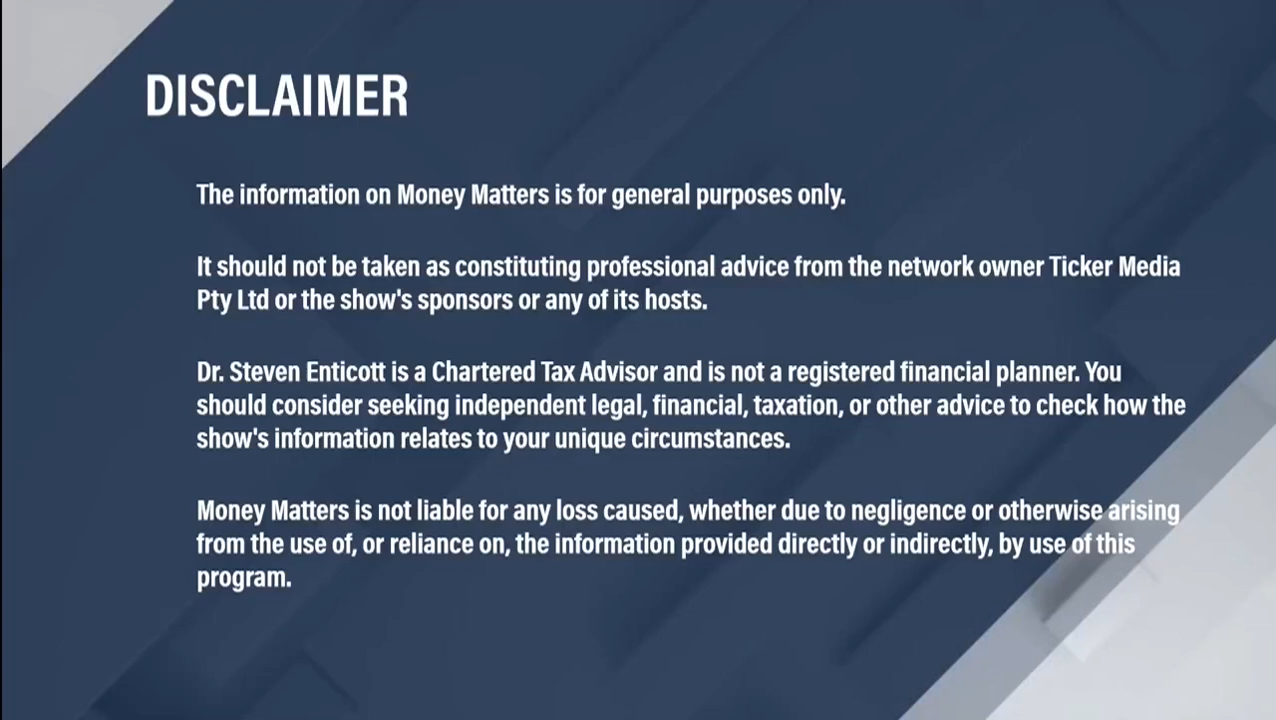 DISCLAIMER
The information on Money Matters is for general purposes only.
It should not be taken as constituting professional advice from the network owner Ticker Media
Pty Ltd or the show's sponsors or any of its hosts.
Dr. Steven Enticott is a Chartered Tax Advisor and is not a registered financial planner. You
should consider seeking independent legal, financial, taxation, or other advice to check how the
show's information relates to your unique circumstances.
Money Matters is not liable for any loss caused, whether due to negligence or otherwise arising
from the use of, or reliance on, the information provided directly or indirectly, by use of this
program.